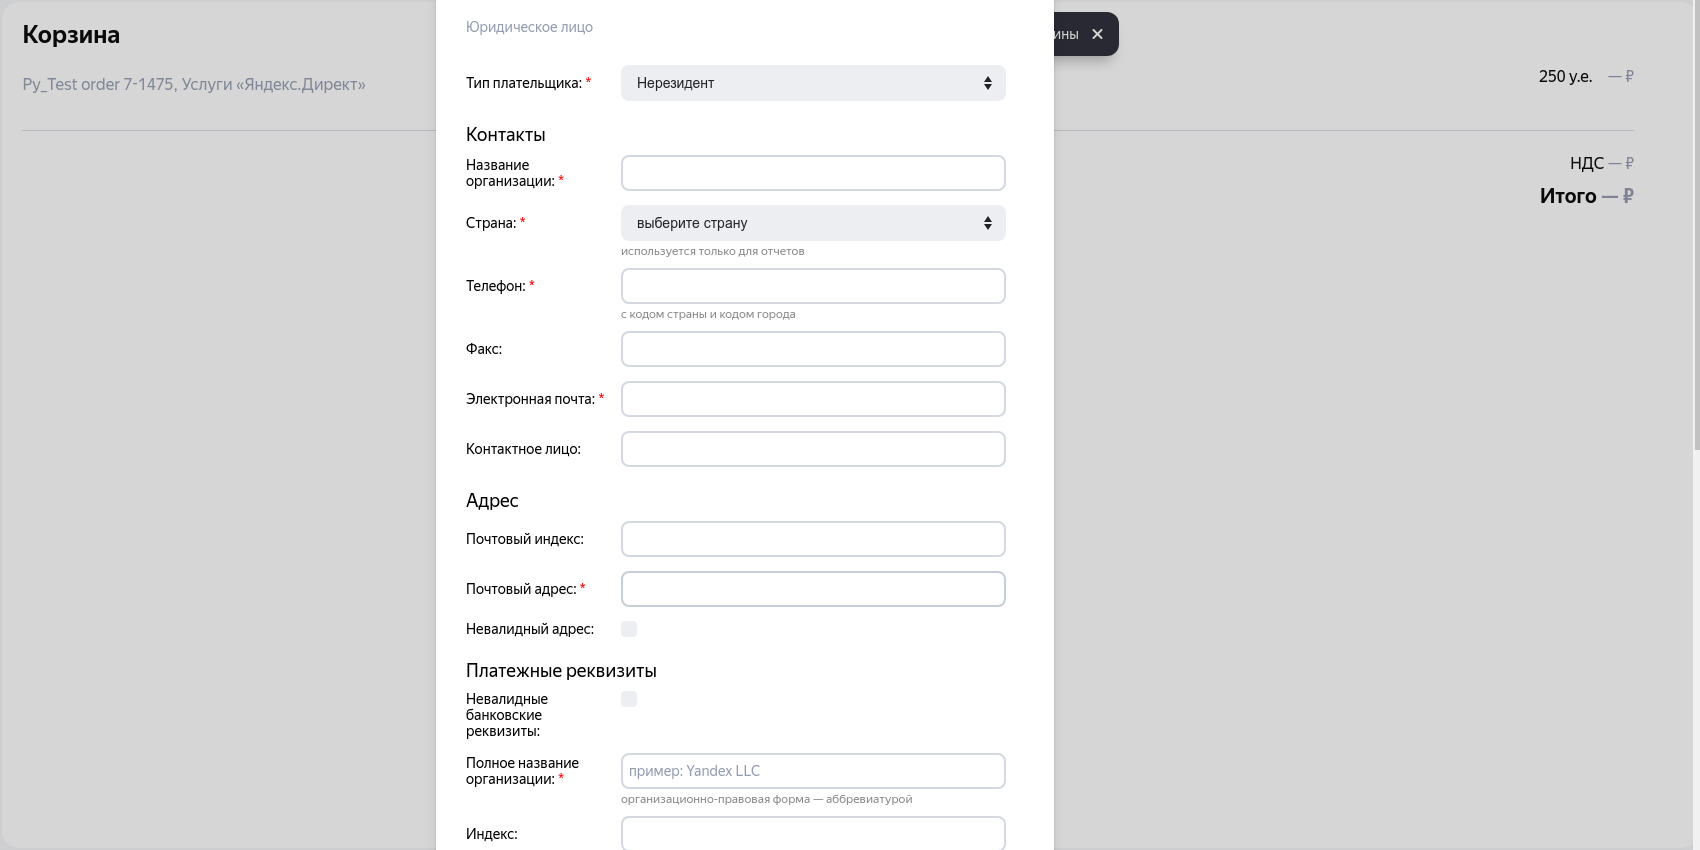 Корзина
Py_Test order 7-1475, Услуги «Яндекс.Директ»
250 у.е. — ₽
НДС — ₽
Итого — ₽
Юридическое лицо
Тип плательщика: *
Нерезидент
Контакты
Название
организации: *
Страна: *
выберите страну
используется только для отчетов
Телефон: *
с кодом страны и кодом города
Факс:
Электронная почта: *
Контактное лицо:
Адрес
Почтовый индекс:
Почтовый адрес: *
Невалидный адрес:
Платежные реквизиты
Невалидные
банковские
реквизиты:
Полное название
организации: *
пример: Yandex LLC
организационно-правовая форма — аббревиатурой
Индекс: